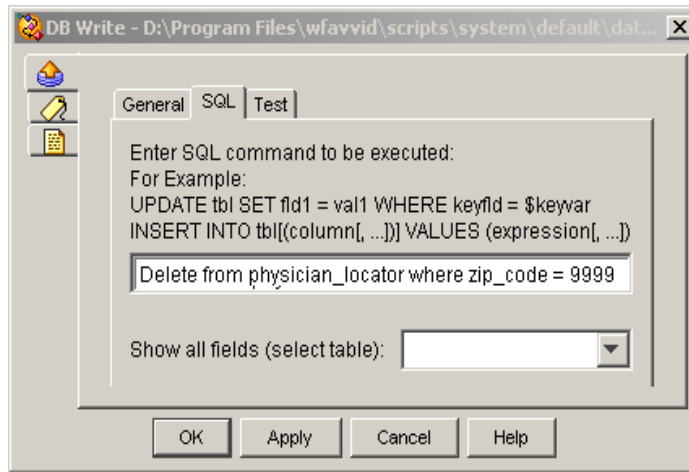 DB Write - D:\Program Files\wfavvid\scripts\system\default\dat...
General SQL Test
Enter SQL command to be executed:
For Example:
UPDATE tbl SET fld1 = val1 WHERE keyfld = $keyvar
INSERT INTO tbl[(column[, ...])] VALUES (expression[, ...])
Delete from physician_locator where zip_code = 9999
Show all fields (select table):
OK Apply Cancel Help